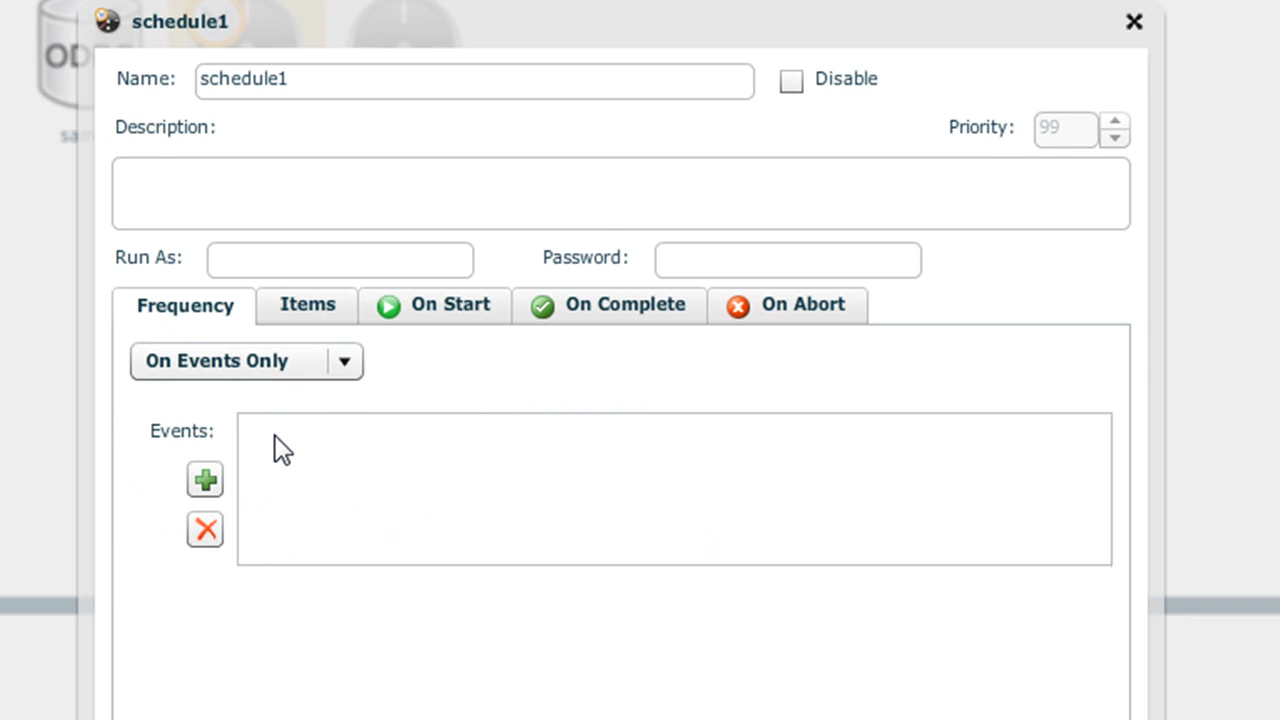 schedule1
Name: schedule1 Disable
Description: Priority: 99
Run As: Password:
Frequency Items On Start On Complete On Abort
On Events Only
Events: